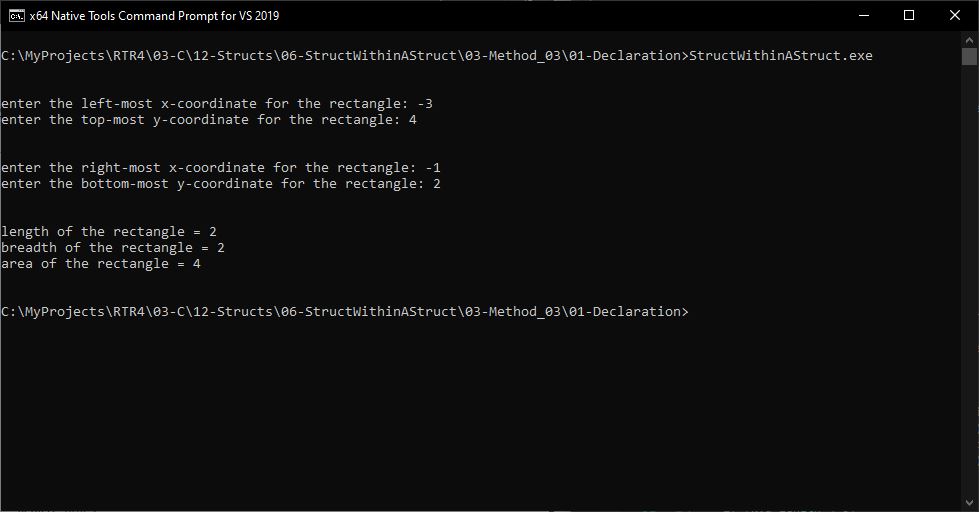 x64 Native Tools Command Prompt for VS 2019
C:\MyProjects\RTR4\03-C\12-Structs\06-StructWithinAStruct\03-Method_03\01-Declaration>StructWithinAStruct.exe
enter the left-most x-coordinate for the rectangle: -3
enter the top-most y-coordinate for the rectangle: 4
enter the right-most x-coordinate for the rectangle: -1
enter the bottom-most y-coordinate for the rectangle: 2
length of the rectangle = 2
breadth of the rectangle = 2
area of the rectangle = 4
C:\MyProjects\RTR4\03-C\12-Structs\06-StructWithinAStruct\03-Method_03\01-Declaration>